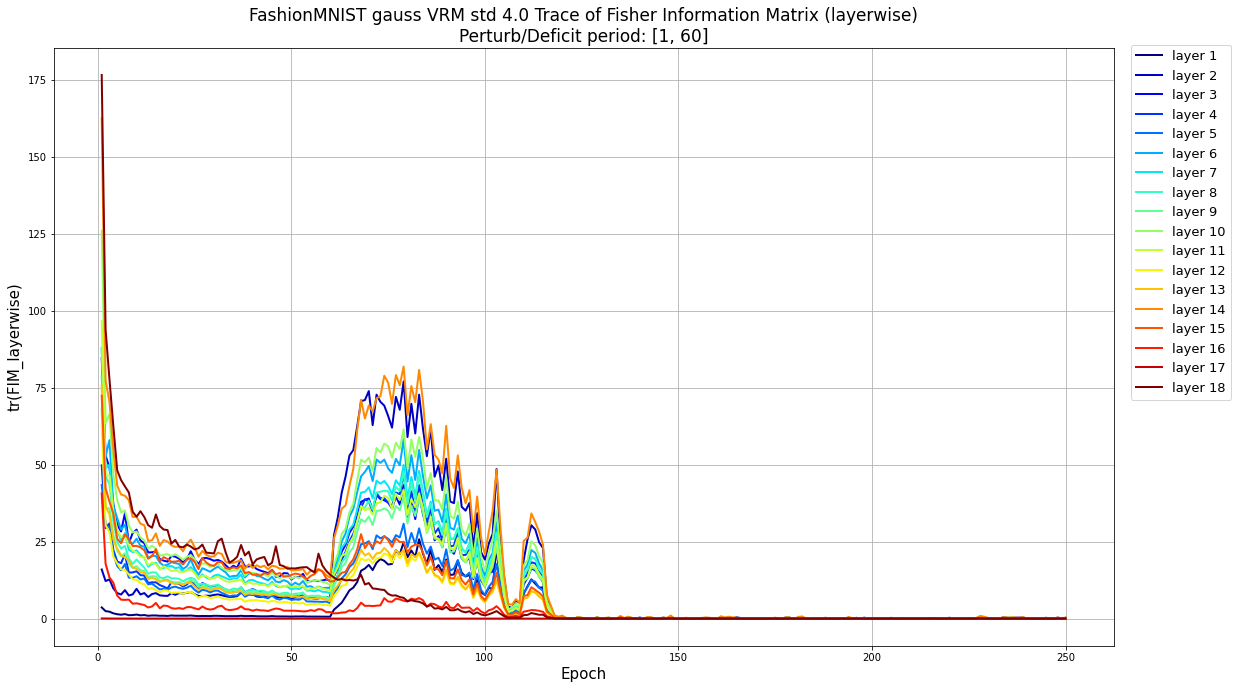 FashionMNIST gauss VRM std 4.0 Trace of Fisher Information Matrix (layerwise)
Perturb/Deficit period: [1, 60]
tr(FIM_layerwise)
175
150
125
100
75
50
25
0
0 50 100 150 200 250
Epoch
layer 1
layer 2
layer 3
layer 4
layer 5
layer 6
layer 7
layer 8
layer 9
layer 10
layer 11
layer 12
layer 13
layer 14
layer 15
layer 16
layer 17
layer 18